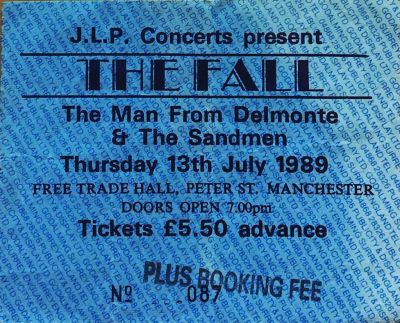 J.L.P. Concerts present
THE FALL
The Man From Delmonte
& The Sandmen
Thursday 13th July 1989
FREE TRADE HALL, PETER ST. MANCHESTER
DOORS OPEN 7.00pm
Tickets £5.50 advance
PLUS BOOKING FEE
Nº 087